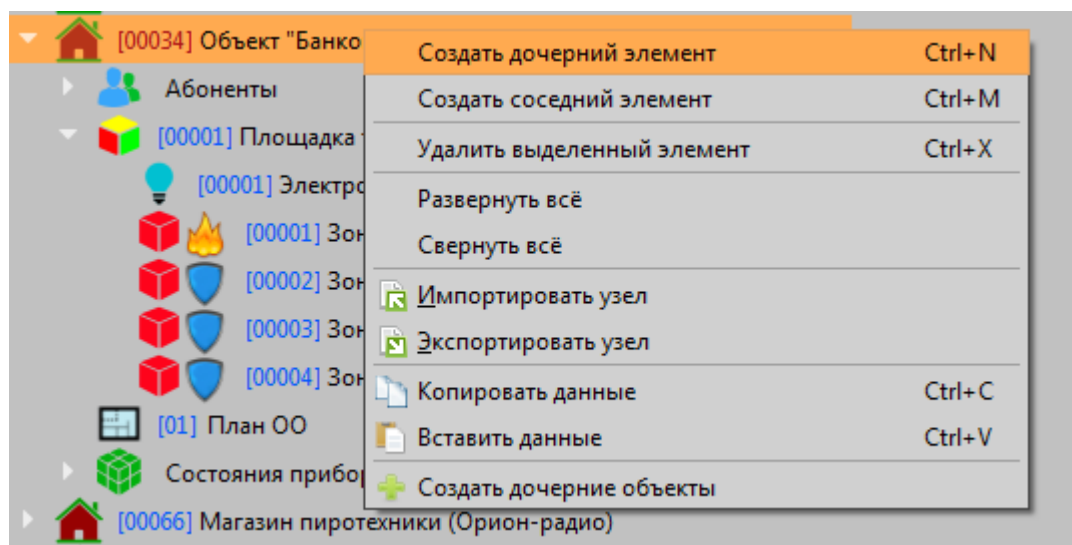 [00034] Объект "Банко
Создать дочерний элемент Ctrl+N
Абоненты
Создать соседний элемент Ctrl+M
[00001] Площадка
Удалить выделенный элемент Ctrl+X
[00001] Электро
Развернуть всё
[00001] Зон
Свернуть всё
[00002] Зон
Импортировать узел
[00003] Зон
Экспортировать узел
[00004] Зон
Копировать данные Ctrl+C
[01] План ОО
Вставить данные Ctrl+V
Состояния прибор
Создать дочерние объекты
[00066] Магазин пиротехники (Орион-радио)